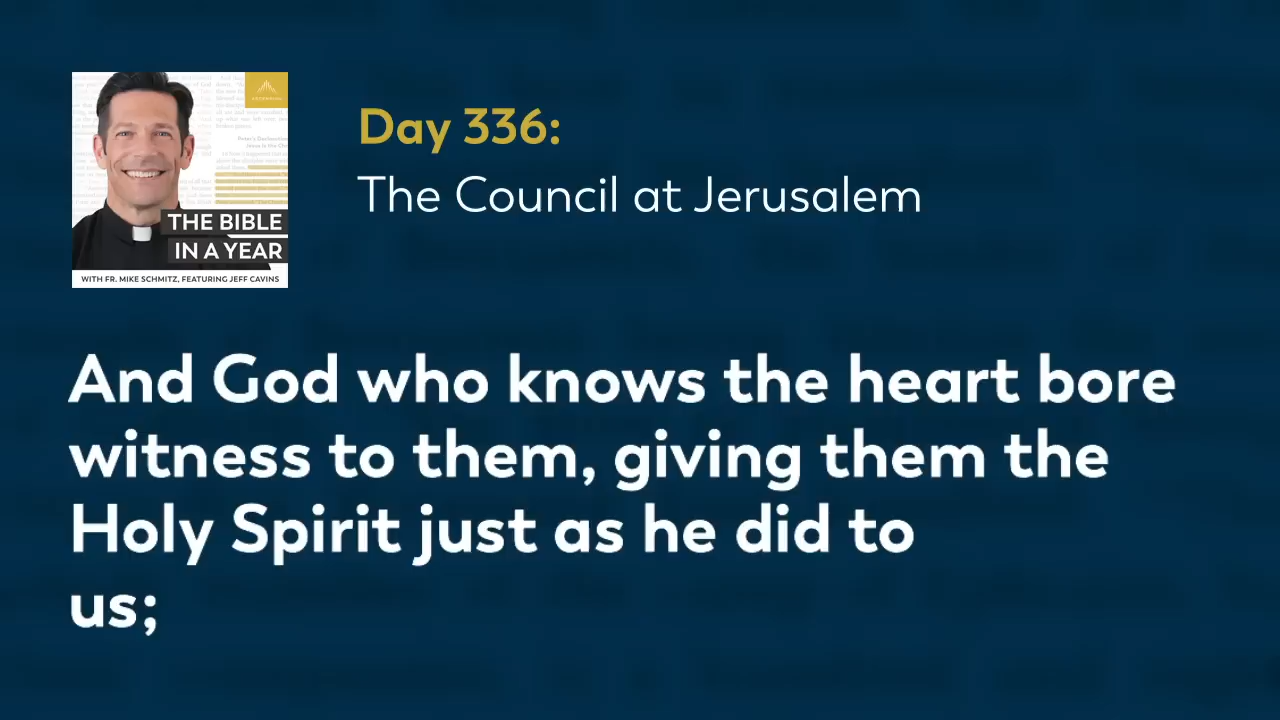 Day 336:
The Council at Jerusalem
ASCENSION
THE BIBLE
IN A YEAR
WITH FR. MIKE SCHMITZ, FEATURING JEFF CAVINS
And God who knows the heart bore
witness to them, giving them the
Holy Spirit just as he did to
us;